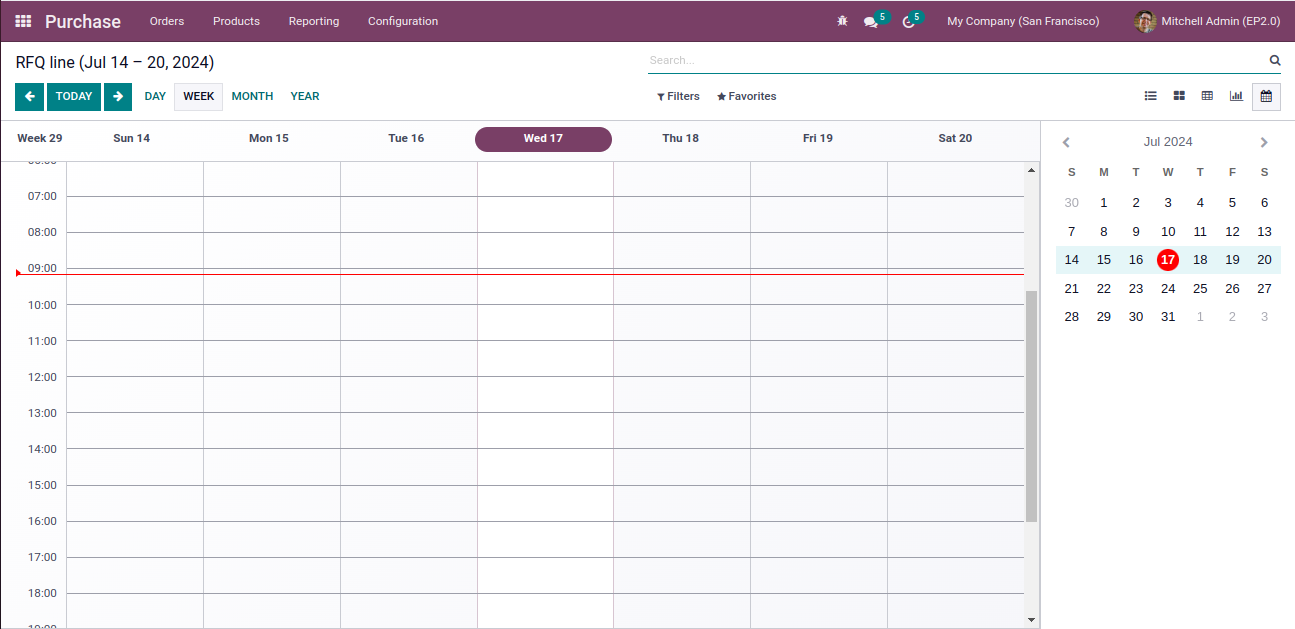 Purchase Orders Products Reporting Configuration 5 5 My Company (San Francisco) Mitchell Admin (EP2.0)
RFQ line (Jul 14 – 20, 2024) Search...
TODAY DAY WEEK MONTH YEAR Filters Favorites
Week 29 Sun 14 Mon 15 Tue 16 Wed 17 Thu 18 Fri 19 Sat 20
07:00
08:00
09:00
10:00
11:00
12:00
13:00
14:00
15:00
16:00
17:00
18:00
Jul 2024
S M T W T F S
30 1 2 3 4 5 6
7 8 9 10 11 12 13
14 15 16 17 18 19 20
21 22 23 24 25 26 27
28 29 30 31 1 2 3